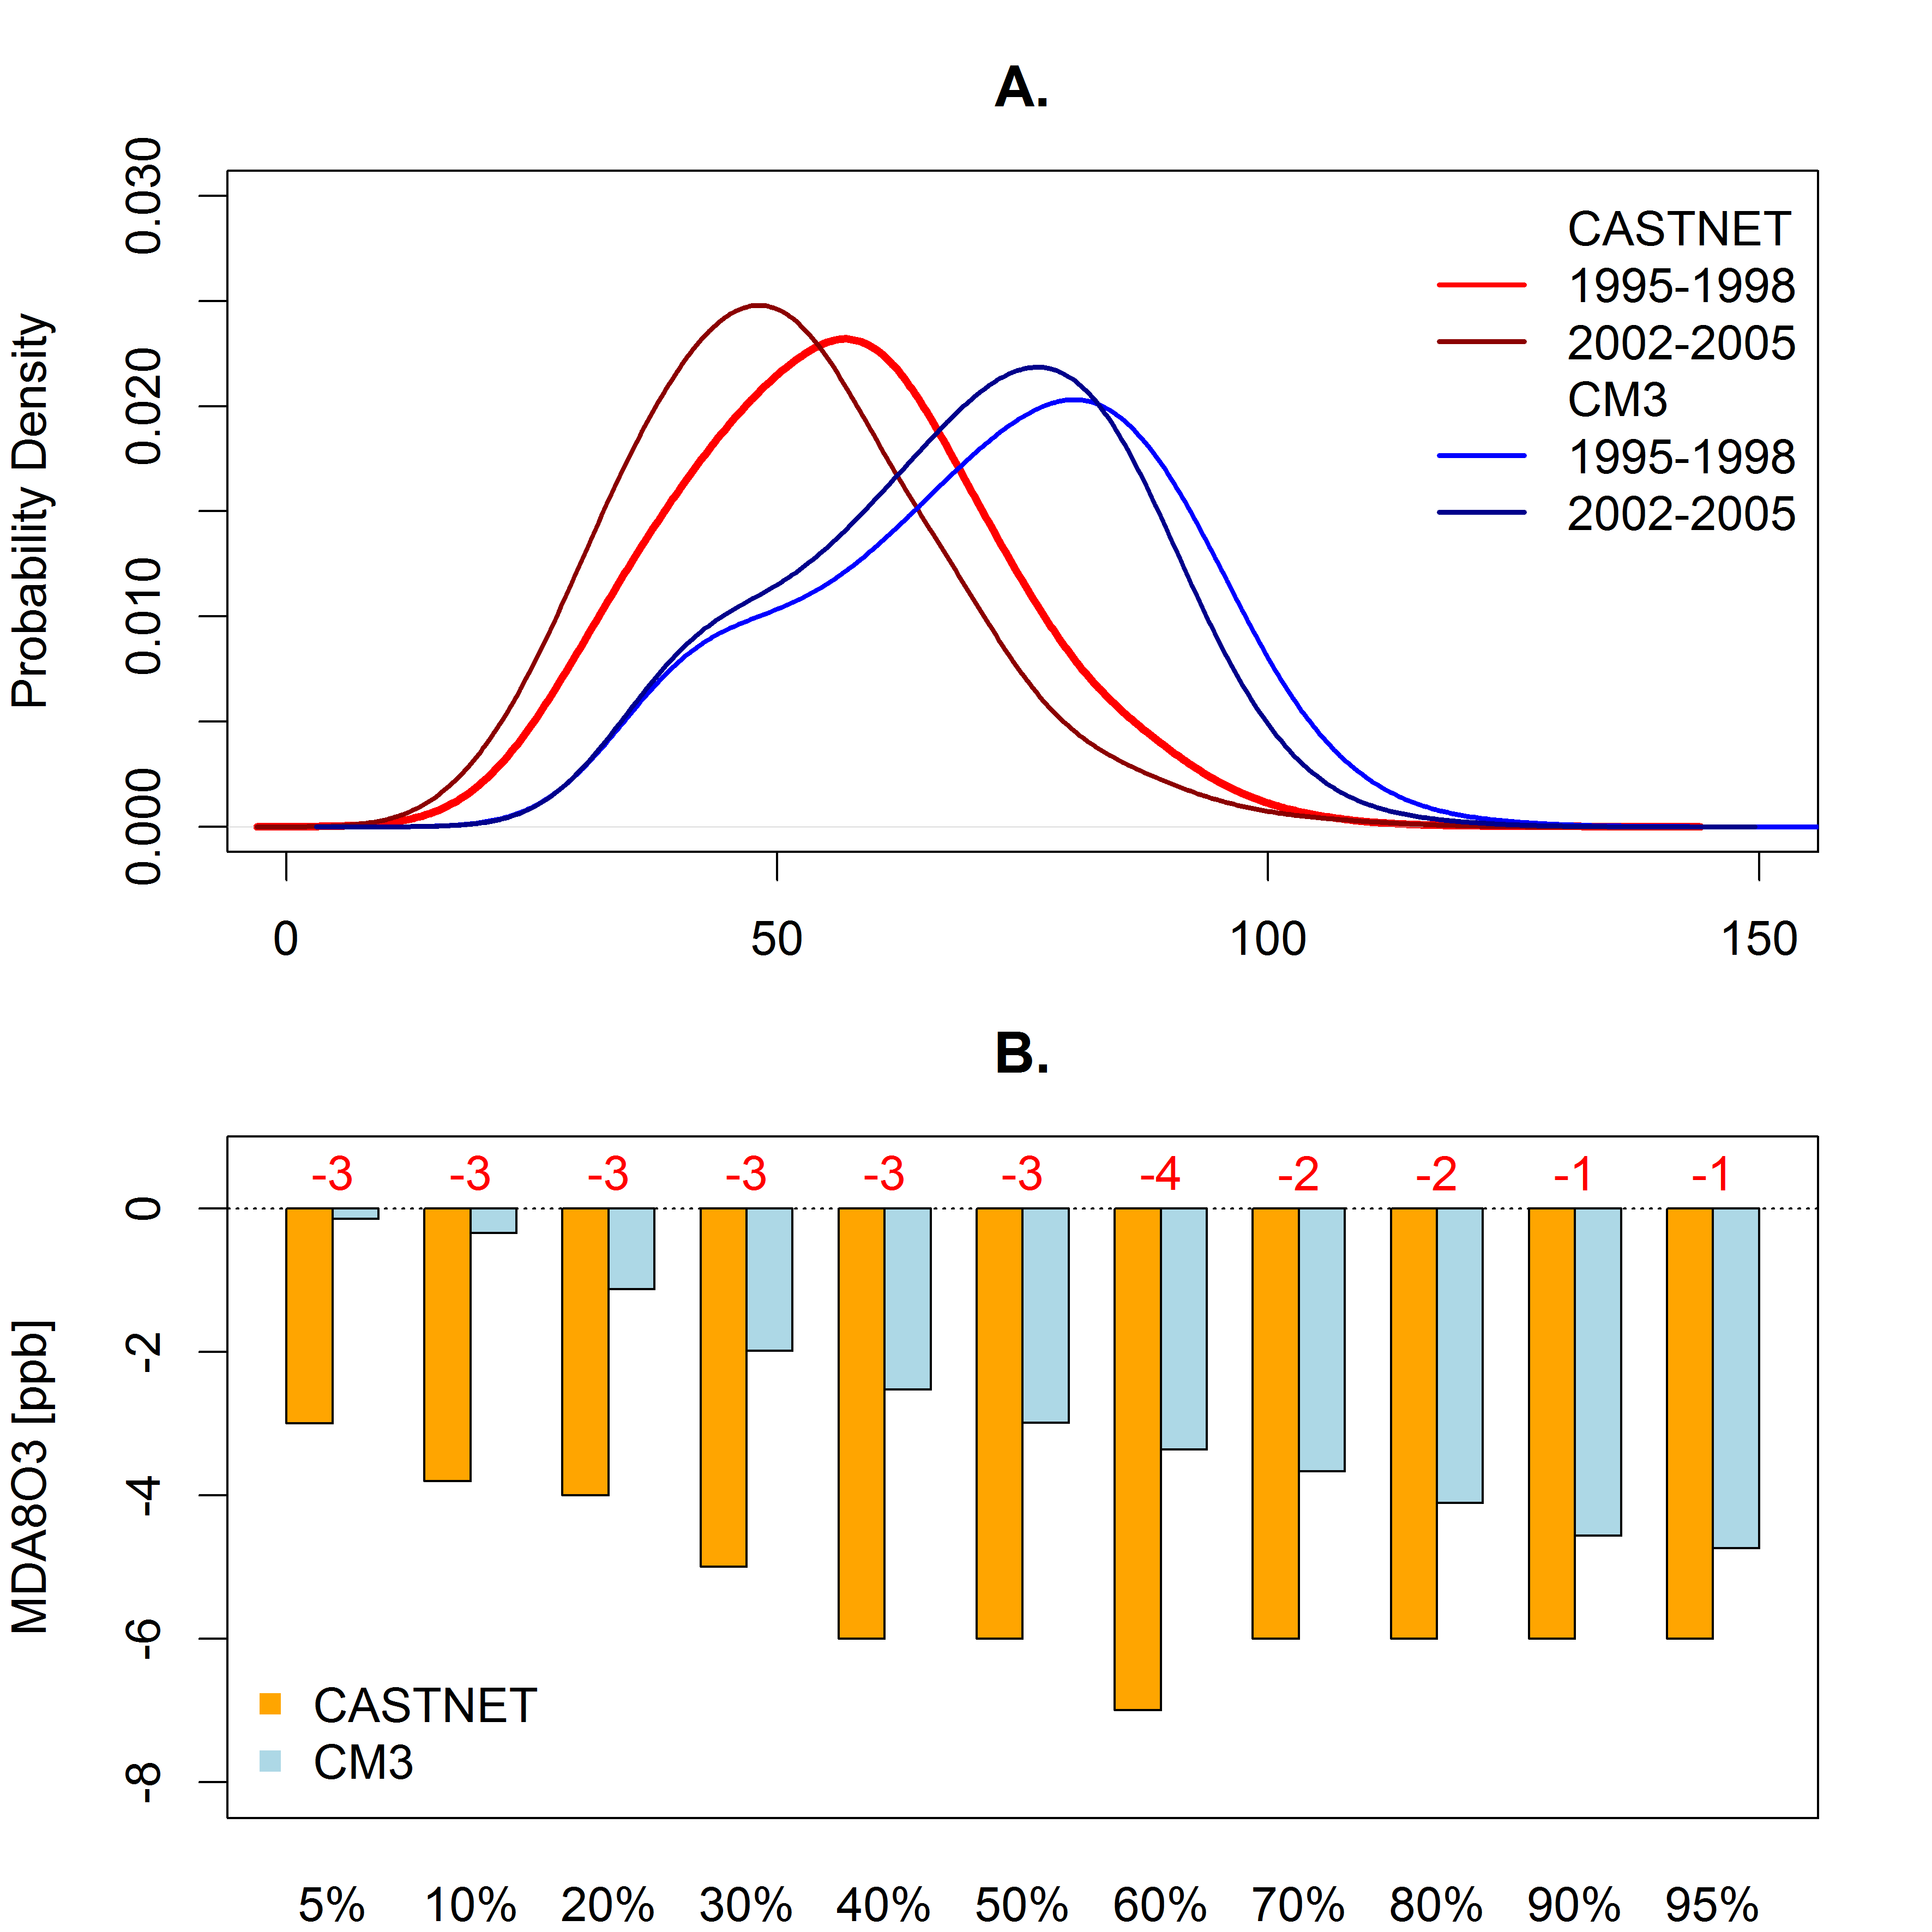 A.
Probability Density
0.030
0.020
0.010
0.000
CASTNET
1995-1998
2002-2005
CM3
1995-1998
2002-2005
0 50 100 150
B.
MDA8O3 [ppb]
-3 -3 -3 -3 -3 -3 -4 -2 -2 -1 -1
0
-2
-4
-6
-8
CASTNET
CM3
5% 10% 20% 30% 40% 50% 60% 70% 80% 90% 95%